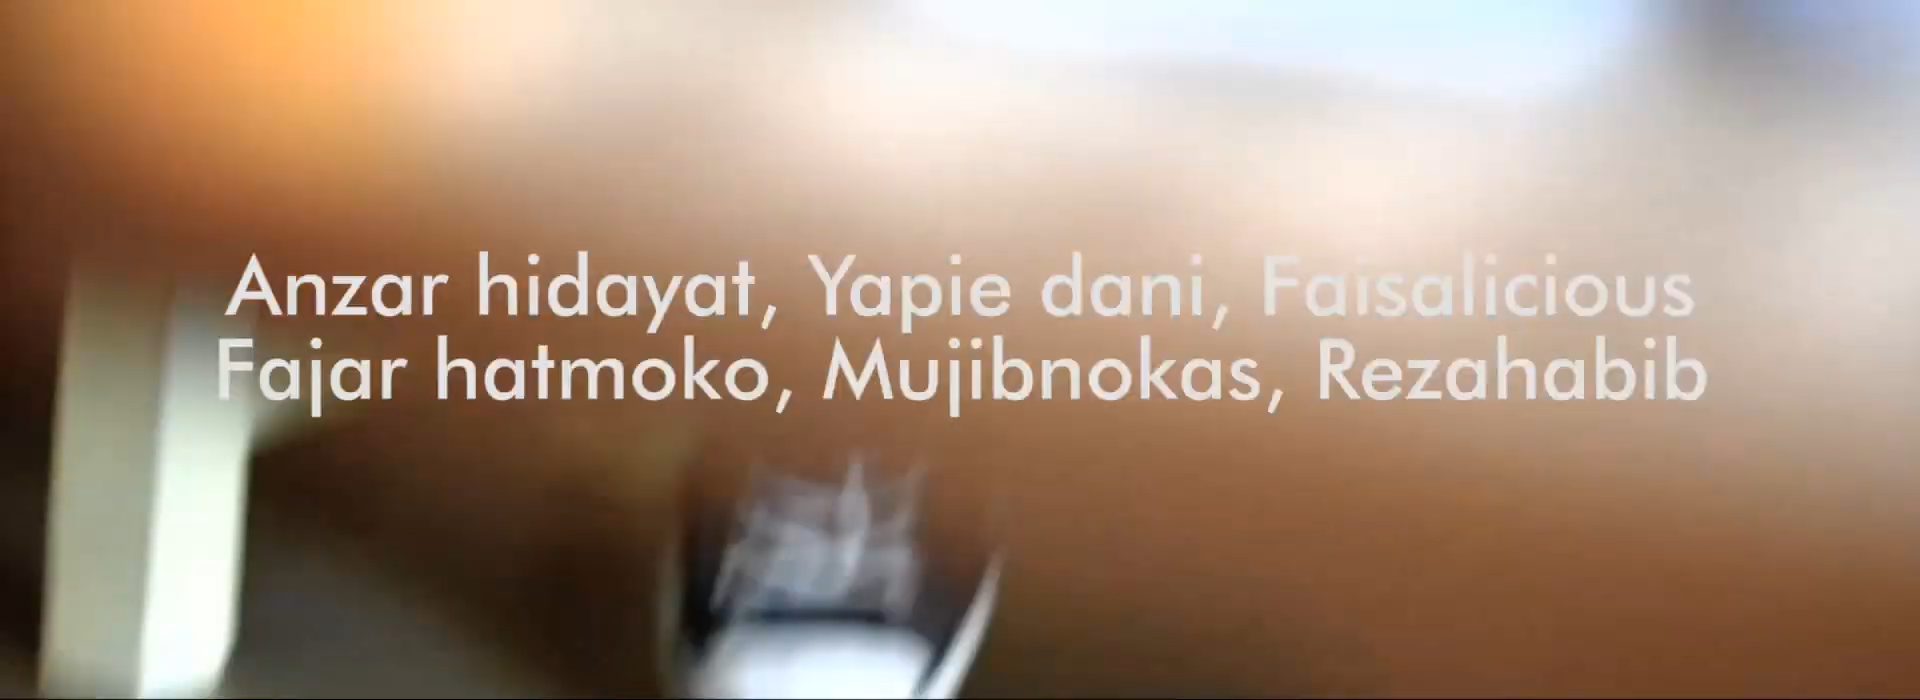 Anzar hidayat, Yapie dani, Faisalicious
Fajar hatmoko, Mujibnokas, Rezahabib